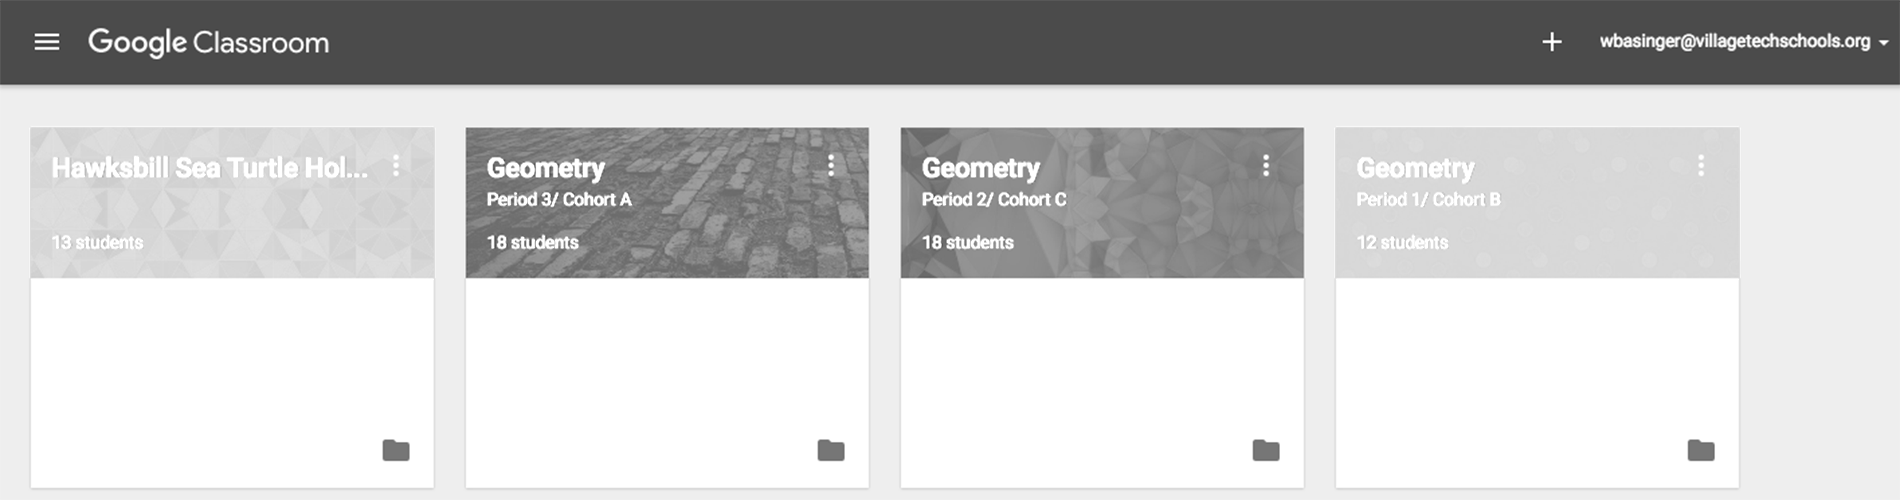 Google Classroom
wbasinger@villagetechschools.org
Hawksbill Sea Turtle Hol...
13 students
Geometry
Period 3/ Cohort A
18 students
Geometry
Period 2/ Cohort C
18 students
Geometry
Period 1/ Cohort B
12 students